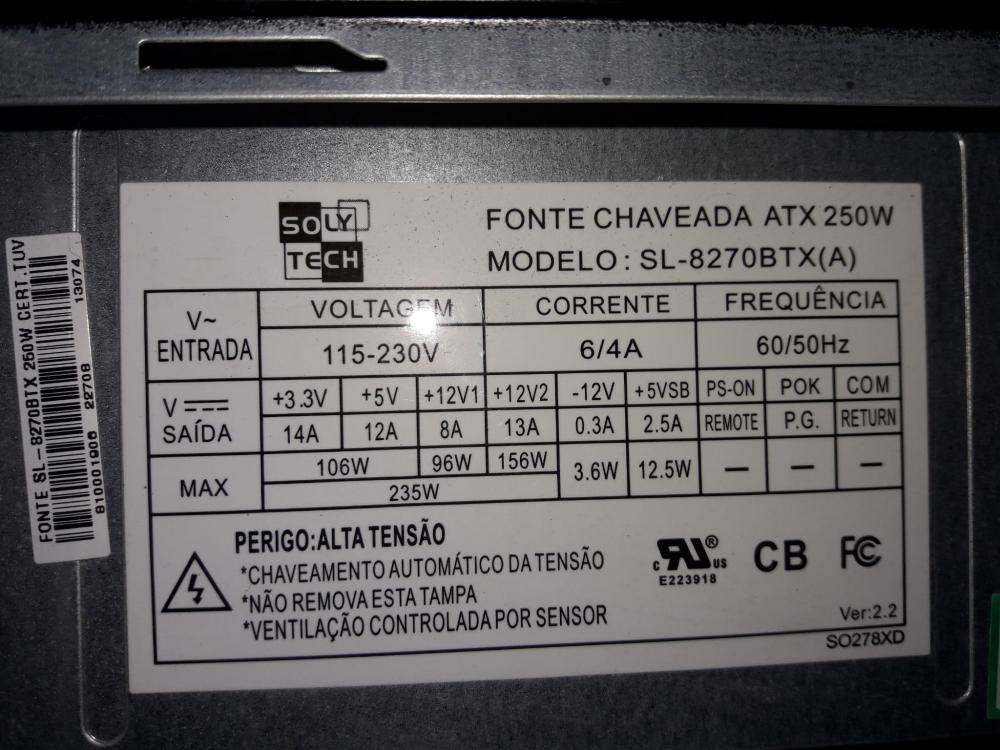 SOLY
TECH
FONTE CHAVEADA ATX 250W
MODELO: SL-8270BTX(A)
V~
ENTRADA
VOLTAGEM CORRENTE FREQUÊNCIA
115-230V 6/4A 60/50Hz
V
SAÍDA
+3.3V +5V +12V1 +12V2 -12V +5VSB PS-ON POK COM
14A 12A 8A 13A 0.3A 2.5A REMOTE P.G. RETURN
MAX
106W 96W 156W 3.6W 12.5W — — —
235W
PERIGO:ALTA TENSÃO
*CHAVEAMENTO AUTOMÁTICO DA TENSÃO
*NÃO REMOVA ESTA TAMPA
*VENTILAÇÃO CONTROLADA POR SENSOR
c RU ® US
E223918
CB
FC
Ver:2.2
SO278XD
FONTE SL-8270BTX 250W CERT.TUV
810001906 22708 13074